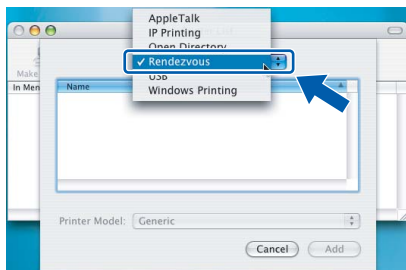 AppleTalk
IP Printing
Open Directory
✓ Rendezvous
USB
Windows Printing
Make
In Men
Name
Printer Model: Generic
Cancel Add